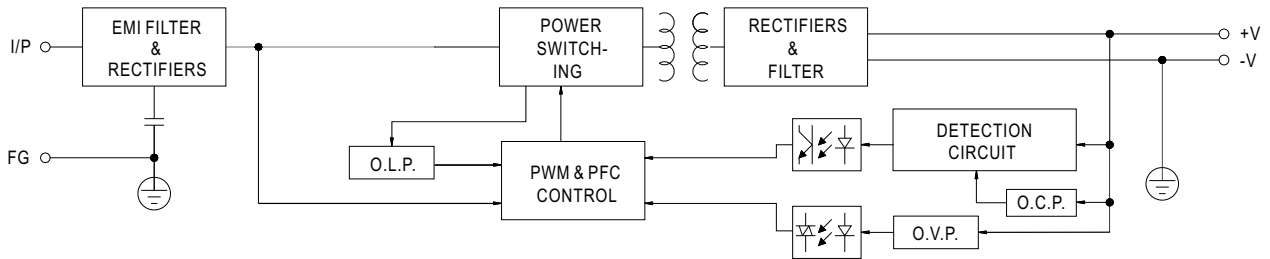 I/P
EMI FILTER
&
RECTIFIERS
POWER
SWITCH-
ING
RECTIFIERS
&
FILTER
+V
-V
FG
O.L.P.
PWM & PFC
CONTROL
DETECTION
CIRCUIT
O.C.P.
O.V.P.